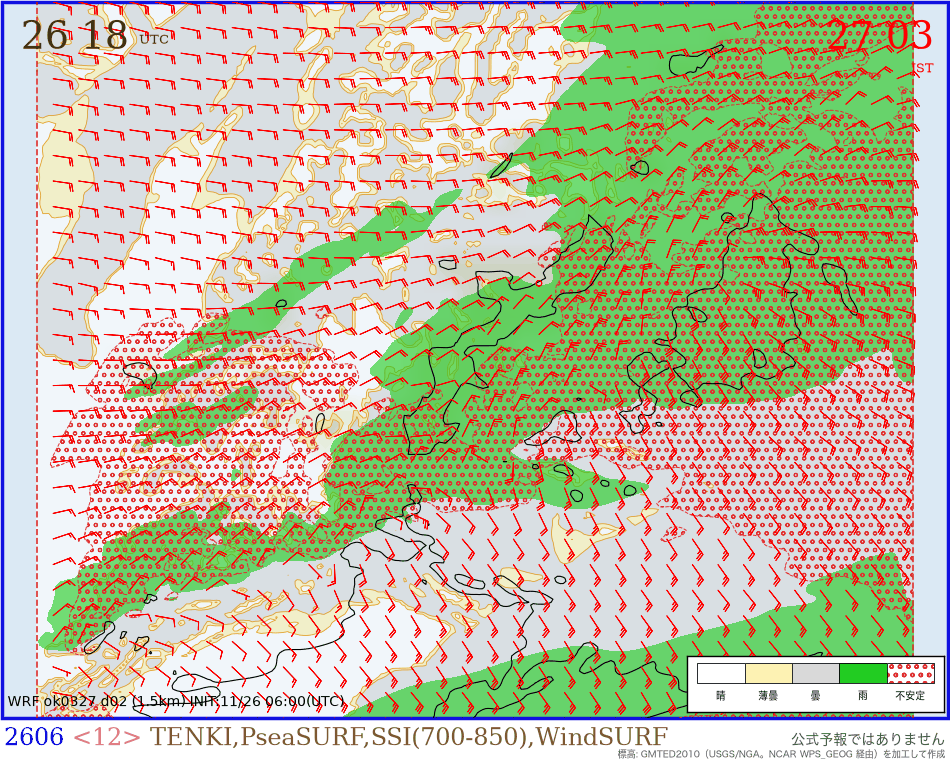 26 18 UTC
27 03
JST
WRF ok0327 d02 (1.5km) INIT:11/26 06:00(UTC)
晴 薄曇 曇 雨 不安定
2606 <12> TENKI,PseaSURF,SSI(700-850),WindSURF
公式予報ではありません
標高: GMTED2010（USGS/NGA。NCAR WPS_GEOG 経由）を加工して作成